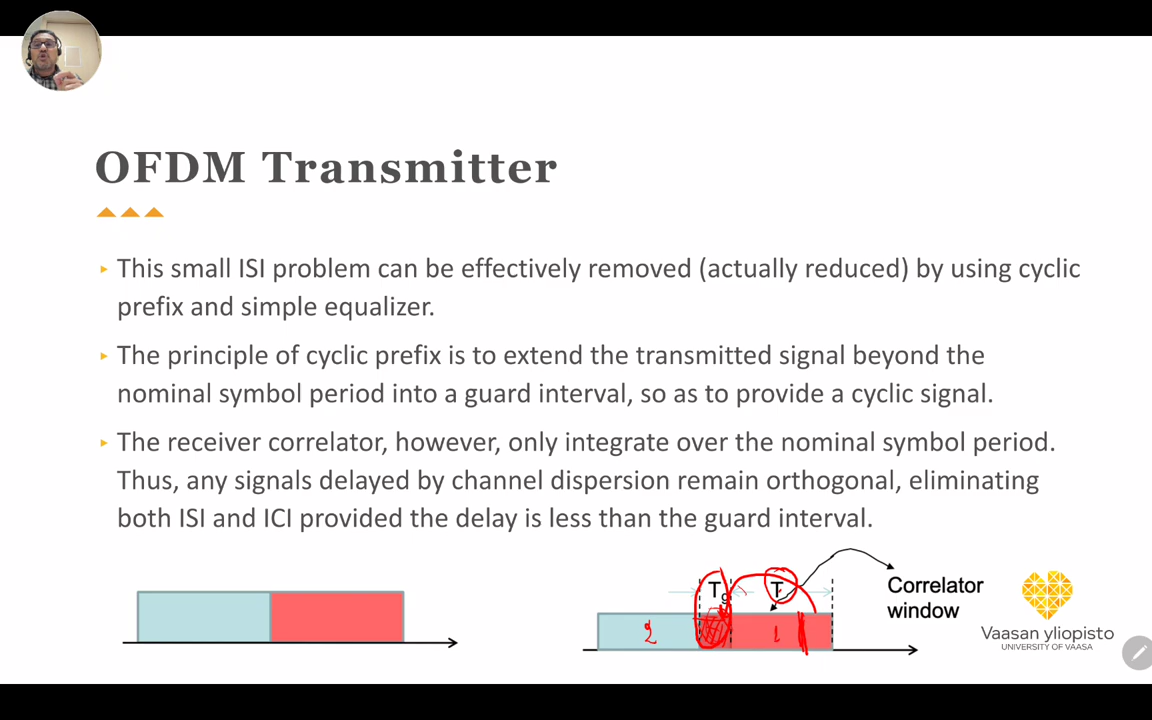 OFDM Transmitter
This small ISI problem can be effectively removed (actually reduced) by using cyclic
prefix and simple equalizer.
The principle of cyclic prefix is to extend the transmitted signal beyond the
nominal symbol period into a guard interval, so as to provide a cyclic signal.
The receiver correlator, however, only integrate over the nominal symbol period.
Thus, any signals delayed by channel dispersion remain orthogonal, eliminating
both ISI and ICI provided the delay is less than the guard interval.
Tg
T
Correlator
window
2
1
Vaasan yliopisto
UNIVERSITY OF VAASA